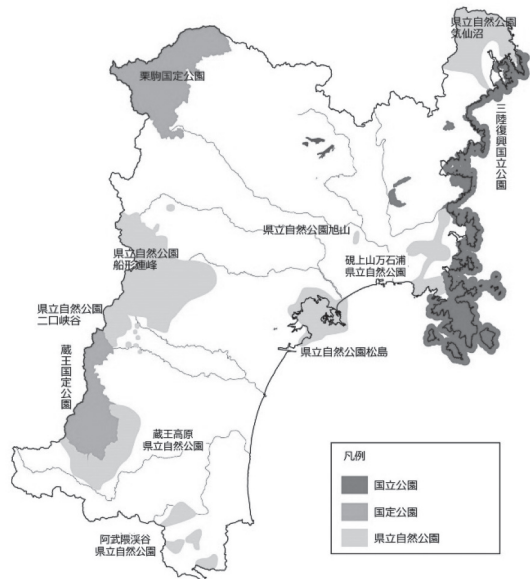 県立自然公園
気仙沼
栗駒国定公園
三陸復興国立公園
県立自然公園旭山
県立自然公園
船形連峰
硯上山万石浦
県立自然公園
県立自然公園
二口峡谷
県立自然公園松島
蔵王国定公園
蔵王高原
県立自然公園
阿武隈渓谷
県立自然公園
凡例
国立公園
国定公園
県立自然公園